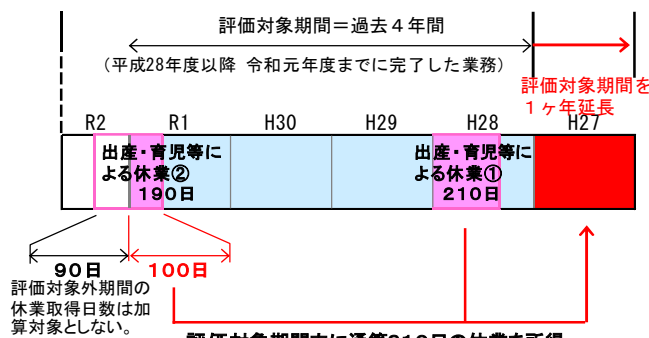 評価対象期間＝過去４年間
（平成28年度以降 令和元年度までに完了した業務）
評価対象期間を
１ヶ年延長
R2 R1 H30 H29 H28 H27
出産・育児等に
よる休業②
１９０日
出産・育児等に
よる休業①
２１０日
９０日
１００日
評価対象外期間の
休業取得日数は加
算対象としない。